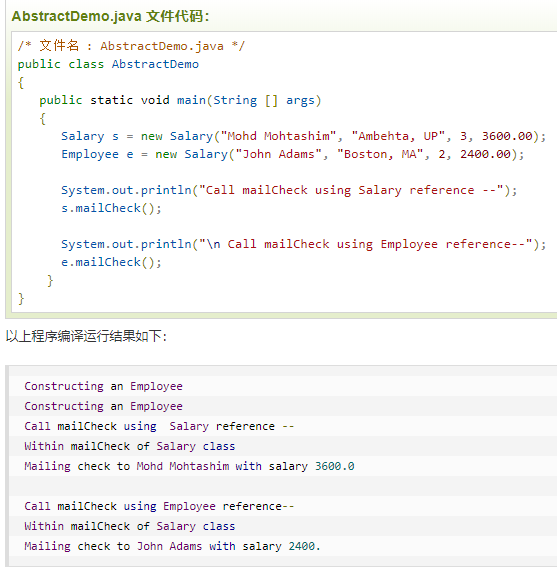 AbstractDemo.java 文件代码：
/* 文件名 : AbstractDemo.java */
public class AbstractDemo
{
   public static void main(String [] args)
   {
      Salary s = new Salary("Mohd Mohtashim", "Ambehta, UP", 3, 3600.00);
      Employee e = new Salary("John Adams", "Boston, MA", 2, 2400.00);

      System.out.println("Call mailCheck using Salary reference --");
      s.mailCheck();

      System.out.println("\n Call mailCheck using Employee reference--");
      e.mailCheck();
    }
}
以上程序编译运行结果如下：
Constructing an Employee
Constructing an Employee
Call mailCheck using  Salary reference --
Within mailCheck of Salary class
Mailing check to Mohd Mohtashim with salary 3600.0

Call mailCheck using Employee reference--
Within mailCheck of Salary class
Mailing check to John Adams with salary 2400.